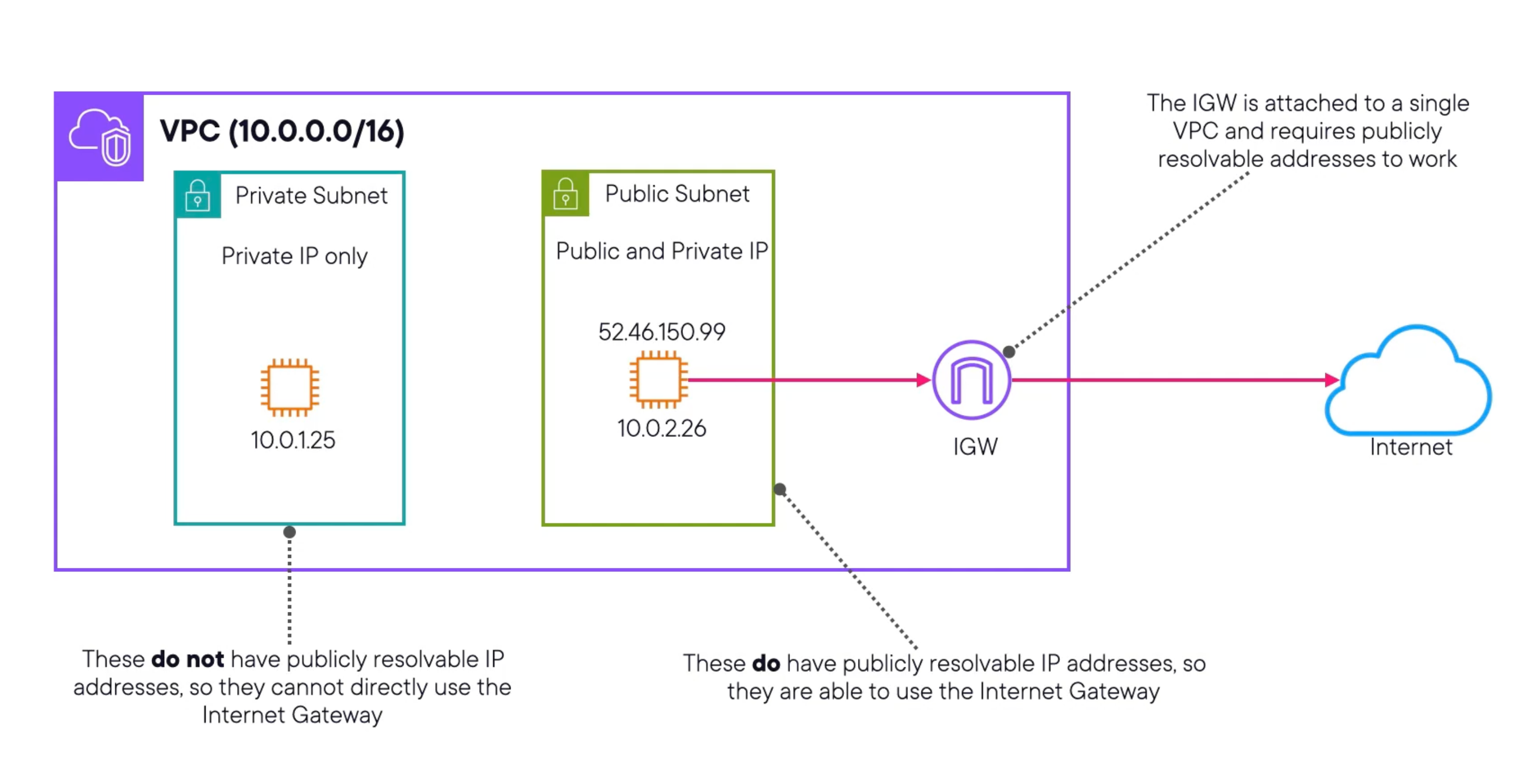 The IGW is attached to a single
VPC and requires publicly
resolvable addresses to work
VPC (10.0.0.0/16)
Private Subnet
Private IP only
10.0.1.25
Public Subnet
Public and Private IP
52.46.150.99
10.0.2.26
IGW
Internet
These do not have publicly resolvable IP
addresses, so they cannot directly use the
Internet Gateway
These do have publicly resolvable IP addresses, so
they are able to use the Internet Gateway